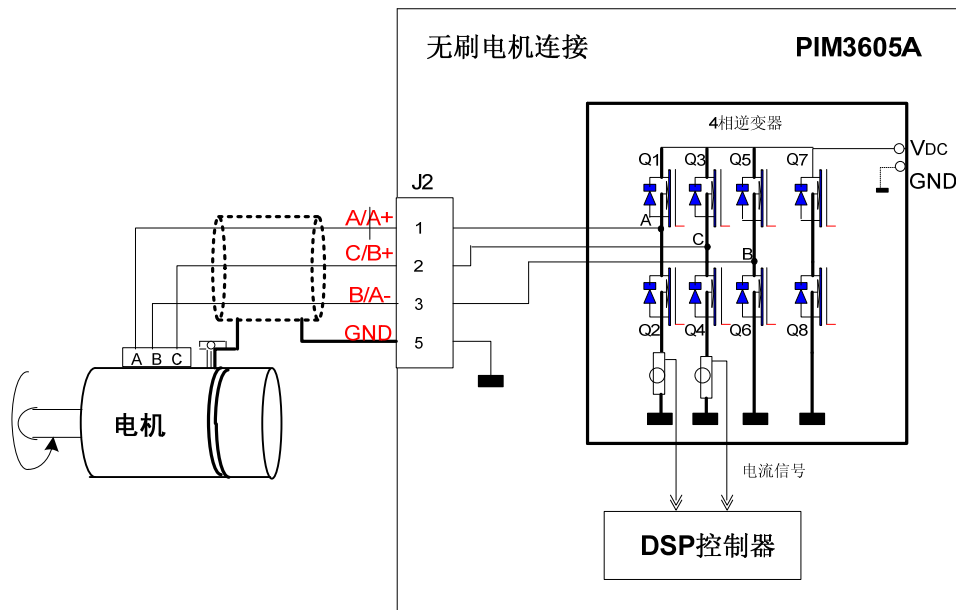 无刷电机连接
PIM3605A
4相逆变器
Q1
Q3
Q5
Q7
VDC
GND
J2
A/A+
1
A
C/B+
2
C
B/A-
3
B
GND
5
Q2
Q4
Q6
Q8
A B C
电机
电流信号
DSP控制器